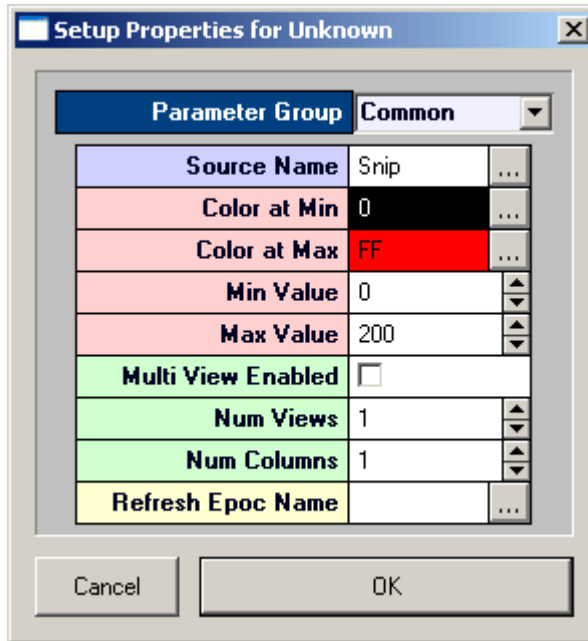 Setup Properties for Unknown
Parameter Group Common
Source Name Snip ...
Color at Min 0 ...
Color at Max FF ...
Min Value 0
Max Value 200
Multi View Enabled
Num Views 1
Num Columns 1
Refresh Epoc Name ...
Cancel OK